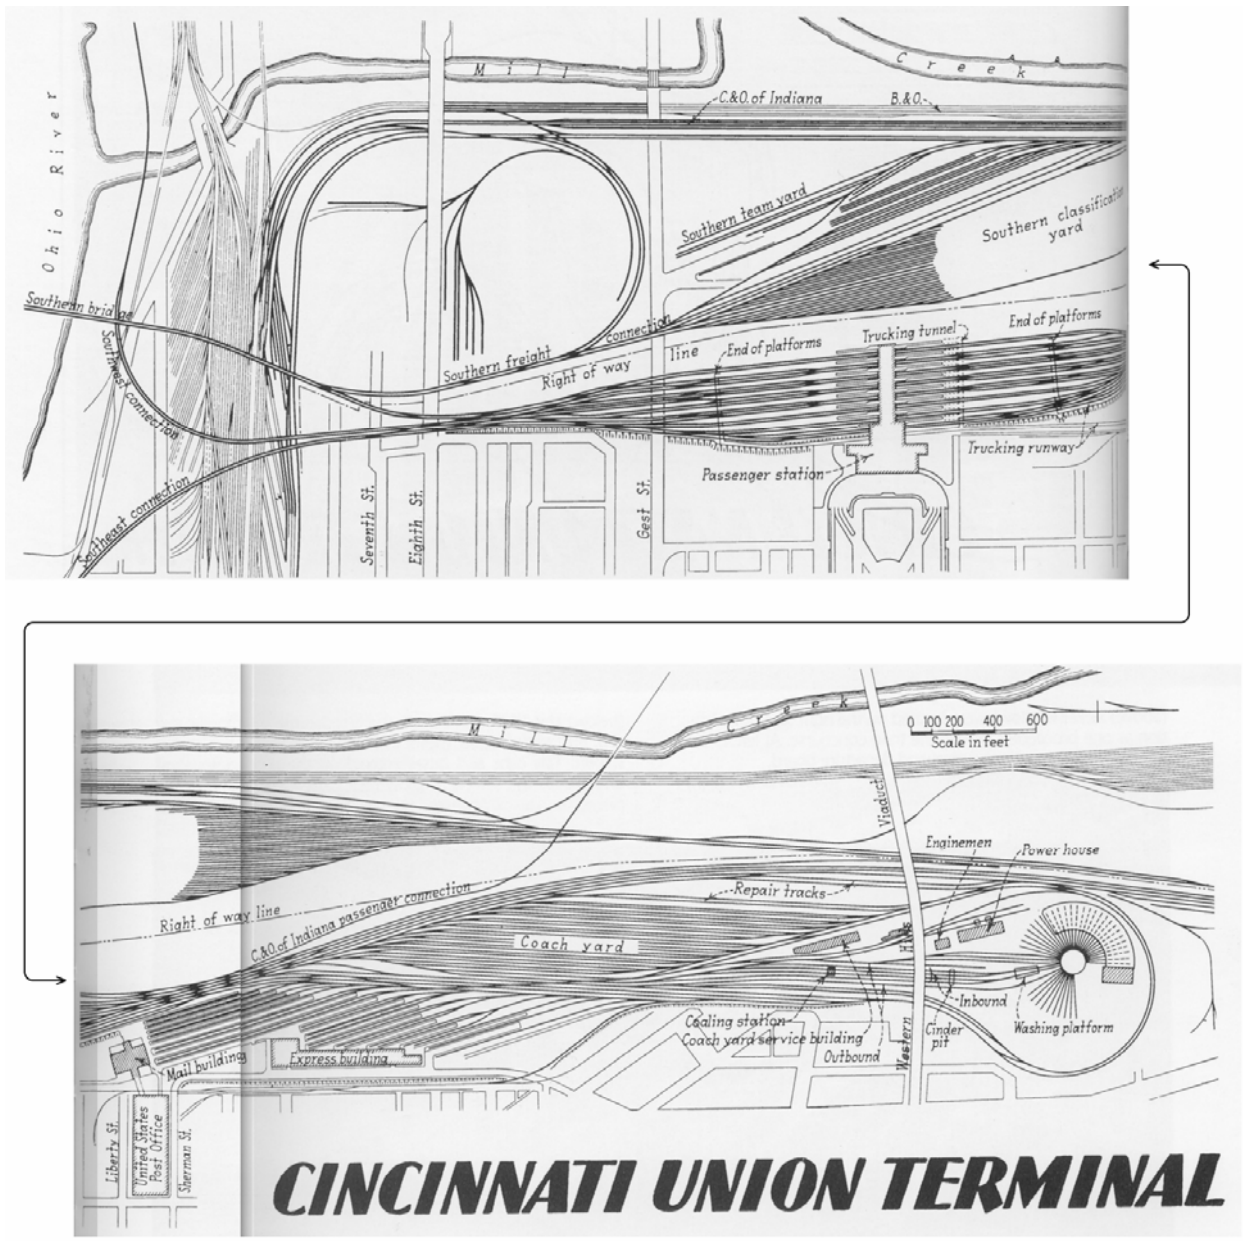 Mill
Creek
C.&O. of Indiana
B.&O.
Ohio River
Southern team yard
Southern classification
yard
Southern bridge
Southwest connection
Southern freight
connection
Right of way
line
End of platforms
Trucking tunnel
End of platforms
Passenger station
Trucking runway
Southeast connection
Seventh St.
Eighth St.
Gest St.
Mill
Creek
0 100 200 400 600
Scale in feet
Viaduct
Enginemen
Power house
Repair tracks
Right of way line
C.&O. of Indiana passenger connection
Coach yard
Hills
Western
Coaling station
Coach yard service building
Outbound
Inbound
Cinder
pit
Washing platform
Mail building
Express building
Liberty St.
United States
Post Office
Sherman St.
CINCINNATI UNION TERMINAL